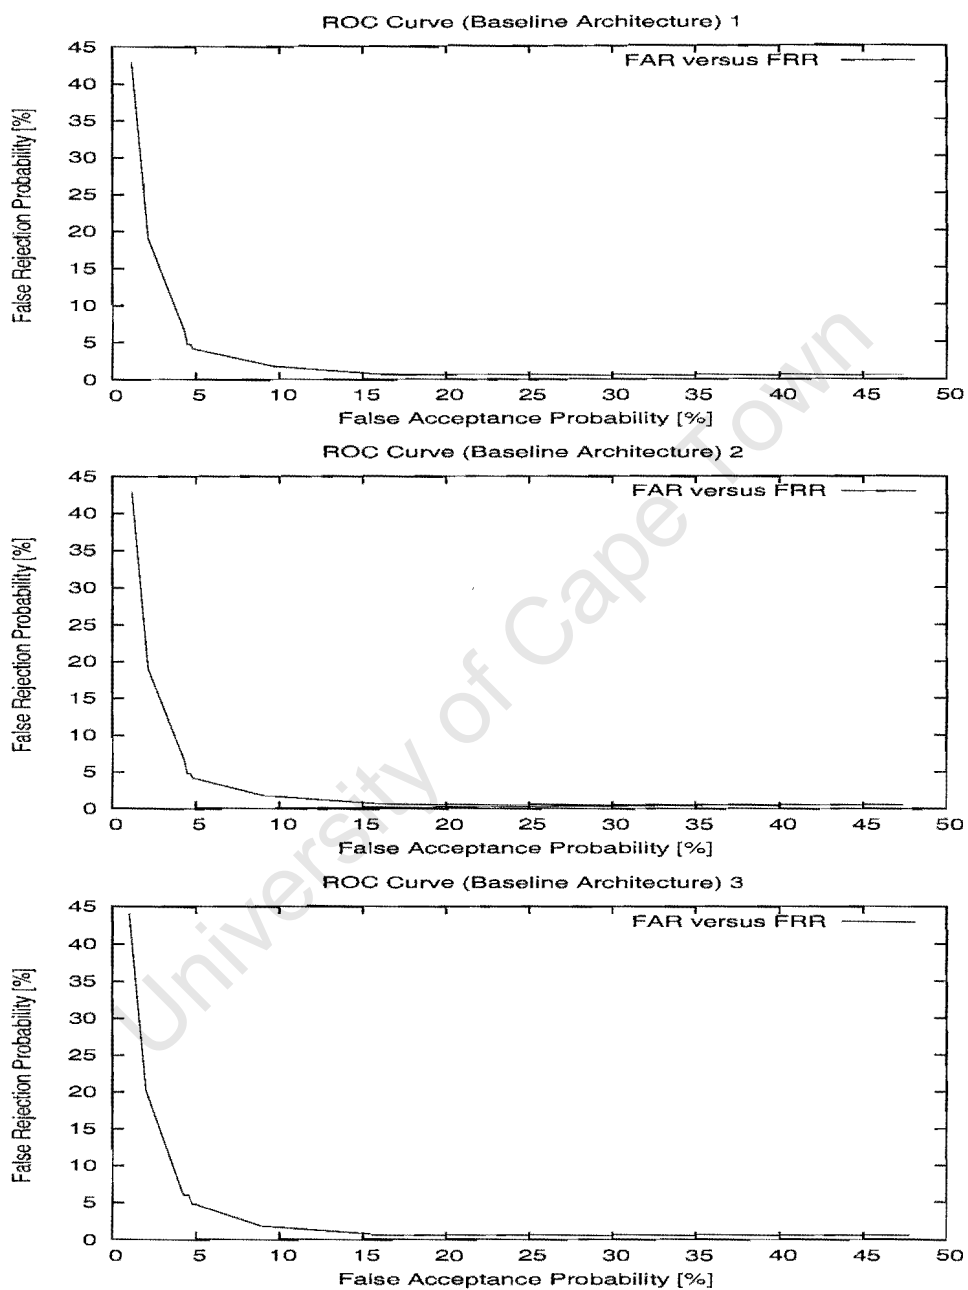 ROC Curve (Baseline Architecture) 1
45
FAR versus FRR
40
35
30
25
20
15
10
5
0
False Rejection Probability [%]
0 5 10 15 20 25 30 35 40 45 50
False Acceptance Probability [%]
ROC Curve (Baseline Architecture) 2
45
FAR versus FRR
40
35
30
25
20
15
10
5
0
False Rejection Probability [%]
0 5 10 15 20 25 30 35 40 45 50
False Acceptance Probability [%]
ROC Curve (Baseline Architecture) 3
45
FAR versus FRR
40
35
30
25
20
15
10
5
0
False Rejection Probability [%]
0 5 10 15 20 25 30 35 40 45 50
False Acceptance Probability [%]
University of Cape Town